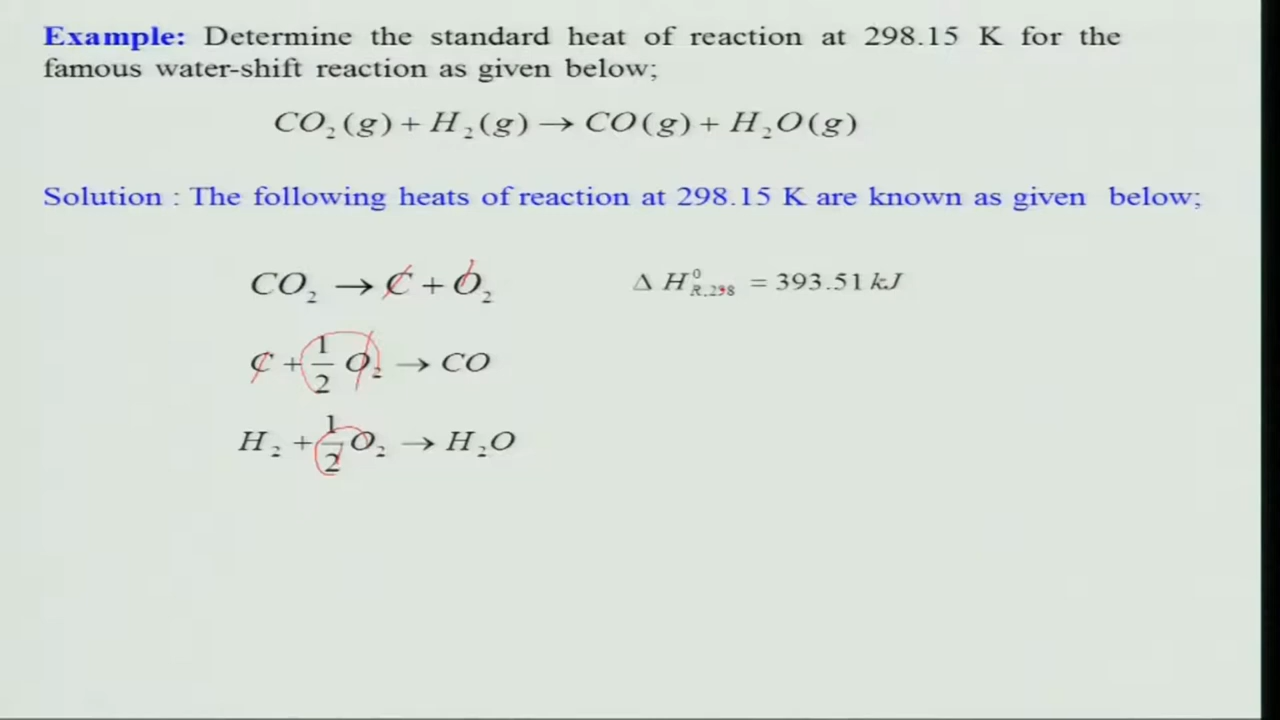 Example: Determine the standard heat of reaction at 298.15 K for the
famous water-shift reaction as given below;
CO₂(g) + H₂(g) → CO(g) + H₂O(g)
Solution : The following heats of reaction at 298.15 K are known as given below;
CO₂ → C + O₂ Δ H⁰R,298 = 393.51 kJ
C + 1/2 O₂ → CO
H₂ + 1/2 O₂ → H₂O